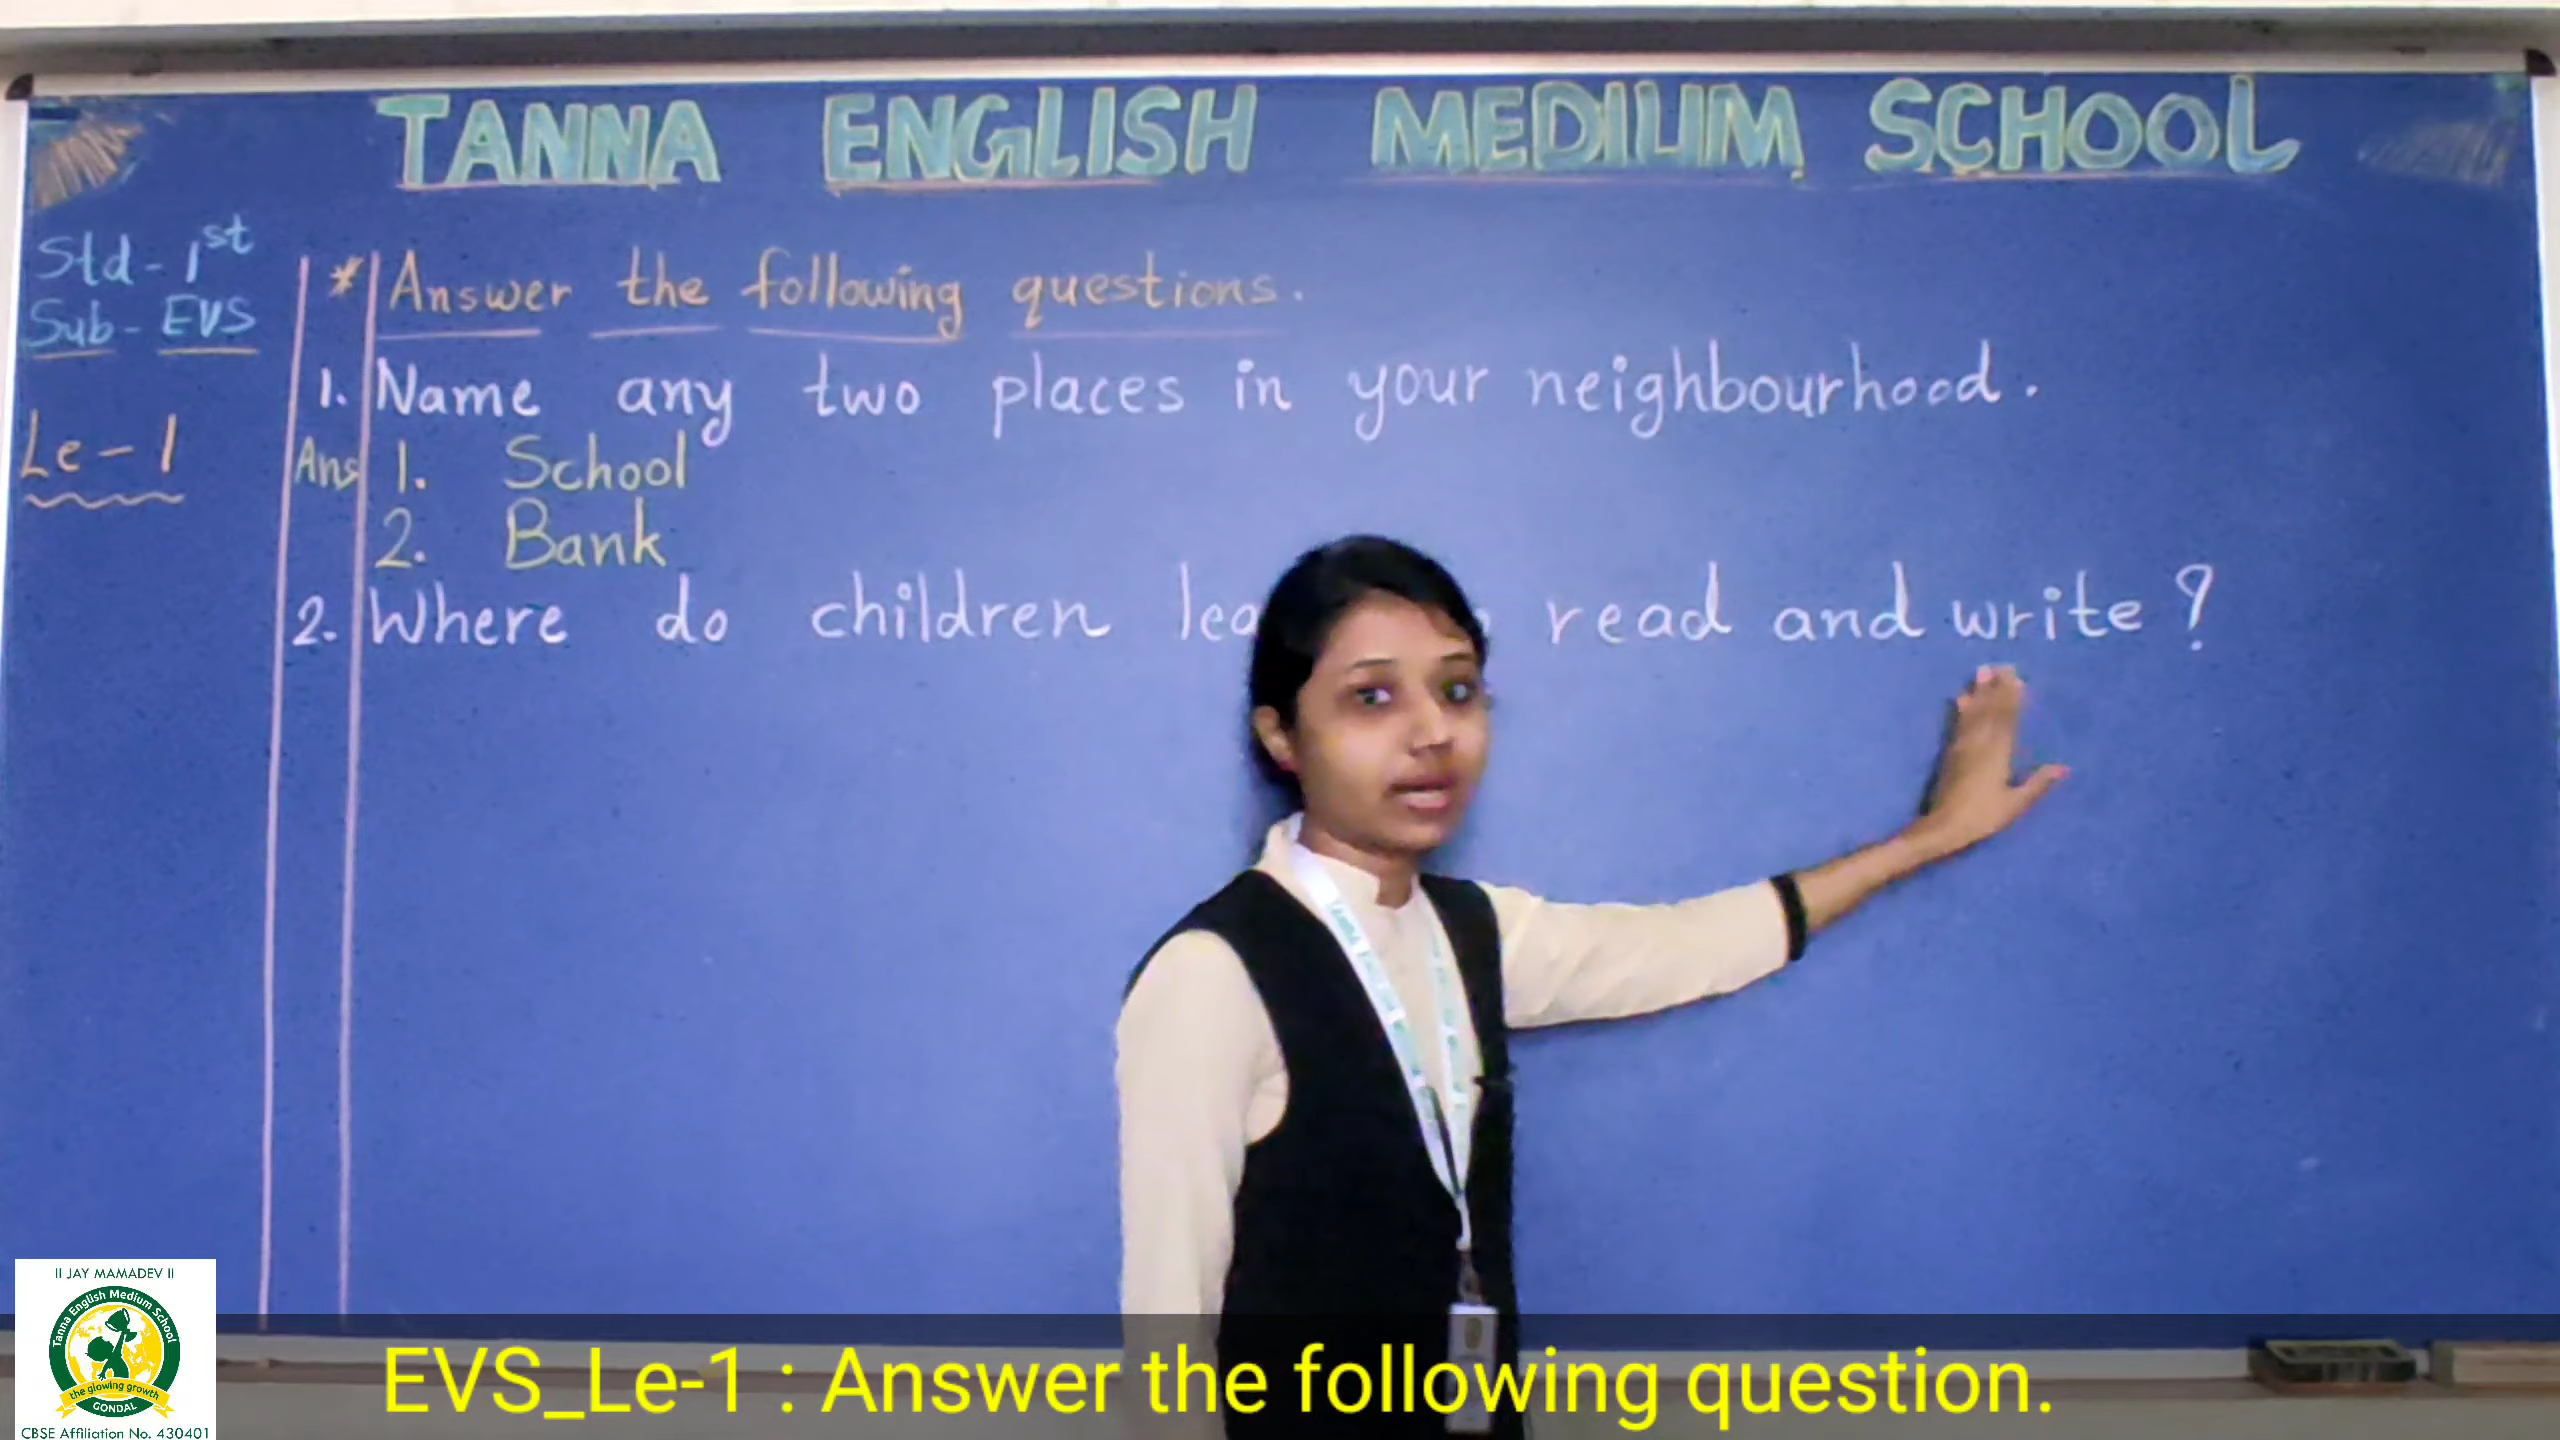 TANNA ENGLISH MEDIUM SCHOOL
Std - 1st
Sub - EVS
Le - 1
* Answer the following questions.
1. Name any two places in your neighbourhood.
Ans 1. School
2. Bank
2. Where do children read and write?
II JAY MAMADEV II
Tanna English Medium School
the glowing growth
GONDAL
CBSE Affiliation No. 430401
EVS_Le-1 : Answer the following question.